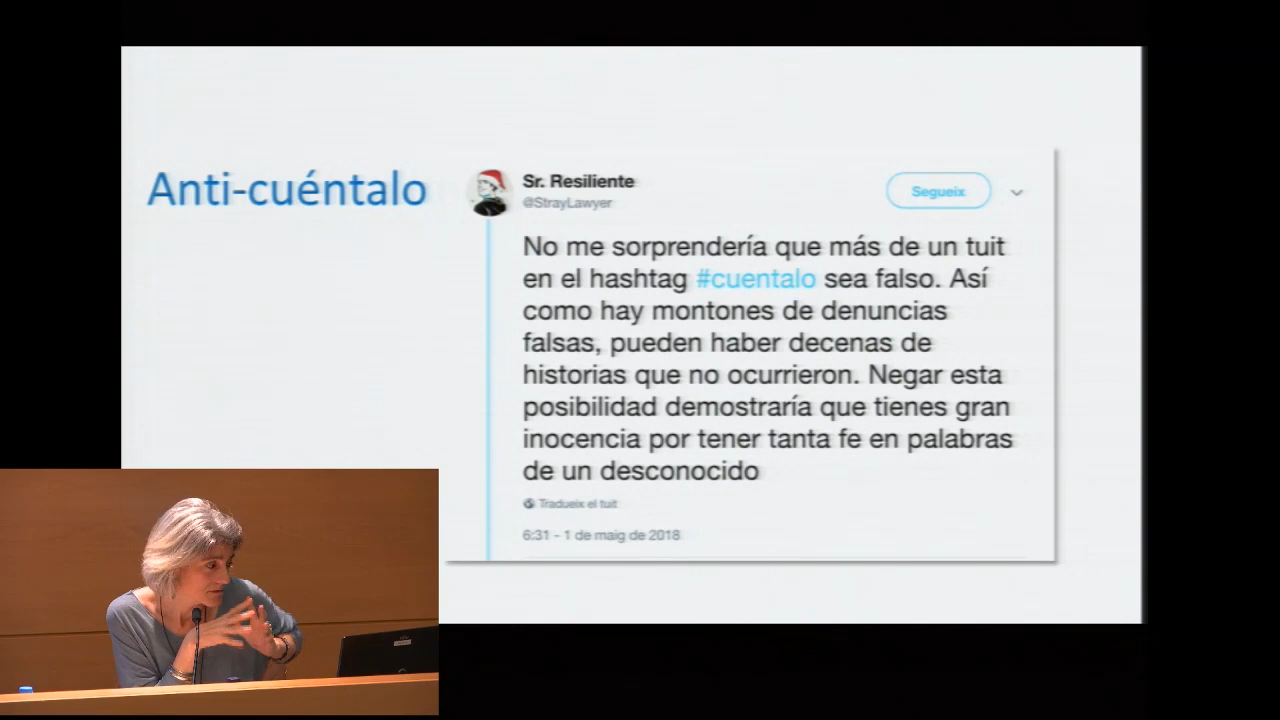 Anti-cuéntalo
Sr. Resiliente
@StrayLawyer
Segueix
No me sorprendería que más de un tuit
en el hashtag #cuentalo sea falso. Así
como hay montones de denuncias
falsas, pueden haber decenas de
historias que no ocurrieron. Negar esta
posibilidad demostraría que tienes gran
inocencia por tener tanta fe en palabras
de un desconocido
Tradueix el tuit
6:31 - 1 de maig de 2018